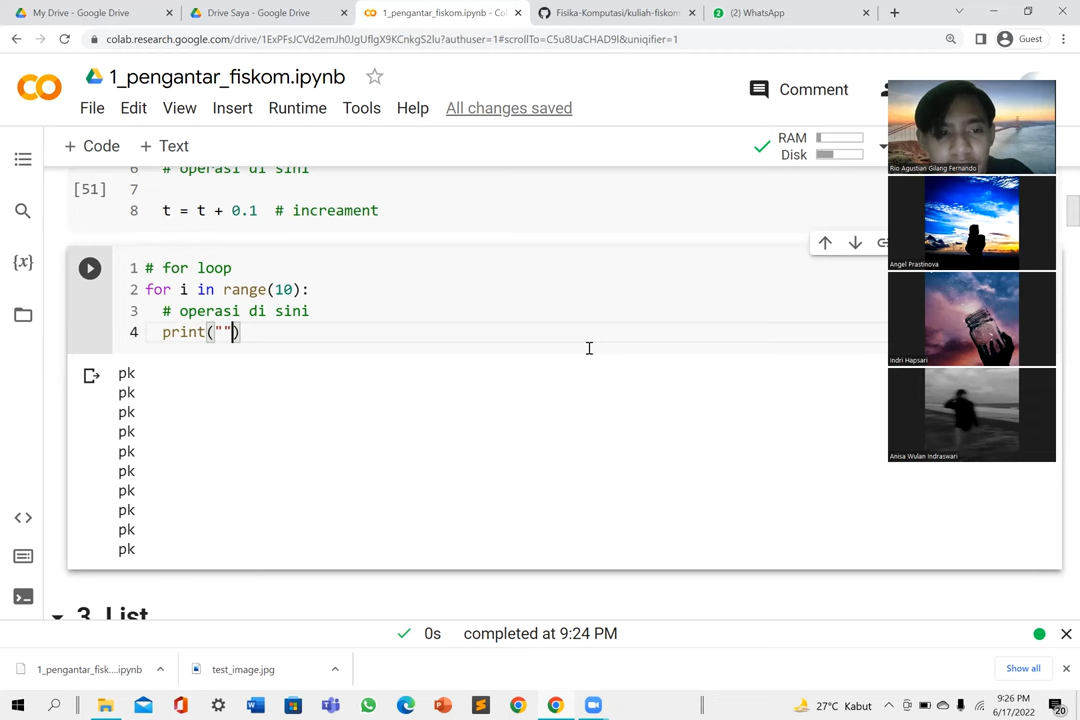 My Drive - Google Drive
Drive Saya - Google Drive
1_pengantar_fiskom.ipynb - Co
Fisika-Komputasi/kuliah-fiskom
(2) WhatsApp
colab.research.google.com/drive/1ExPFsJCVd2emJh0JgUflgX9KCnkgS2lu?authuser=1#scrollTo=C5u8UaCHAD9I&uniqifier=1
Guest
1_pengantar_fiskom.ipynb
File Edit View Insert Runtime Tools Help All changes saved
Comment
+ Code + Text
RAM
Disk
6 # operasi di sini
[51] 7
8 t = t + 0.1 # increament
1 # for loop
2 for i in range(10):
3 # operasi di sini
4 print("")
pk
pk
pk
pk
pk
pk
pk
pk
pk
pk
3. List
0s completed at 9:24 PM
Rio Agustian Gilang Fernando
Angel Prastinova
Indri Hapsari
Anisa Wulan Indraswari
1_pengantar_fisk....ipynb
test_image.jpg
Show all
27°C Kabut
9:26 PM
6/17/2022
20